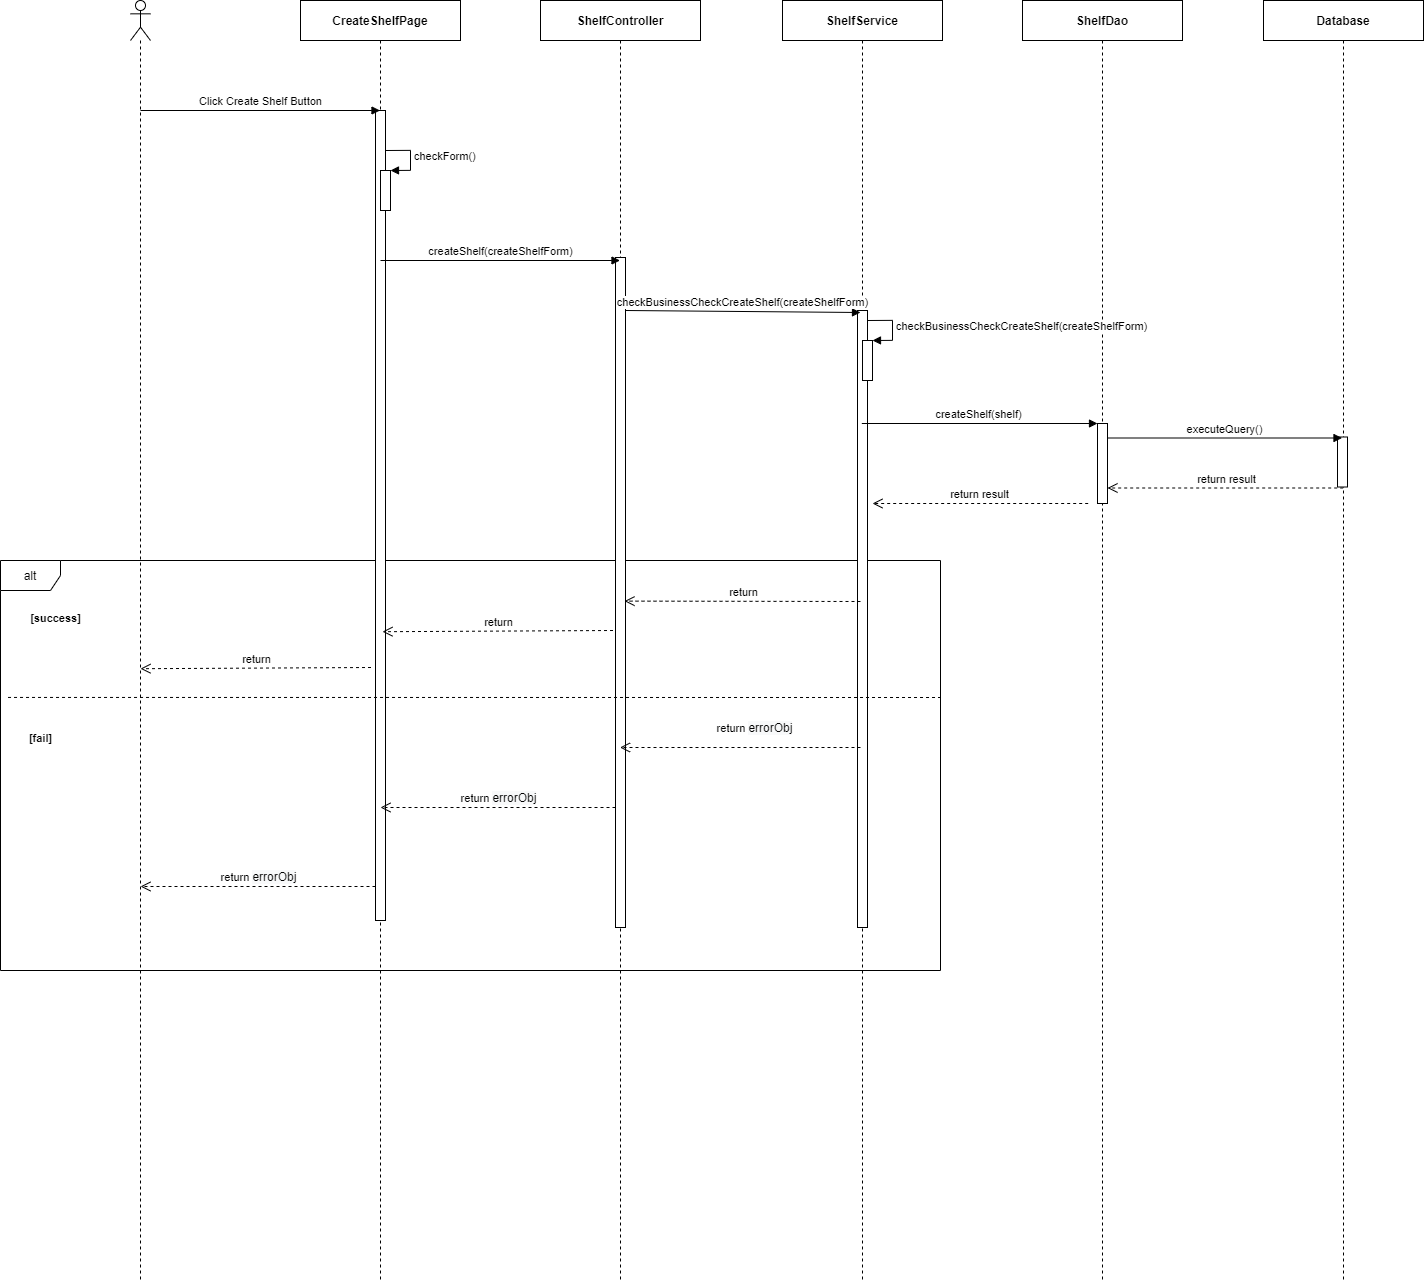 CreateShelfPage
ShelfController
ShelfService
ShelfDao
Database
Click Create Shelf Button
checkForm()
createShelf(createShelfForm)
checkBusinessCheckCreateShelf(createShelfForm)
checkBusinessCheckCreateShelf(createShelfForm)
createShelf(shelf)
executeQuery()
return result
return result
alt
return
[success]
return
return
return errorObj
[fail]
return errorObj
return errorObj